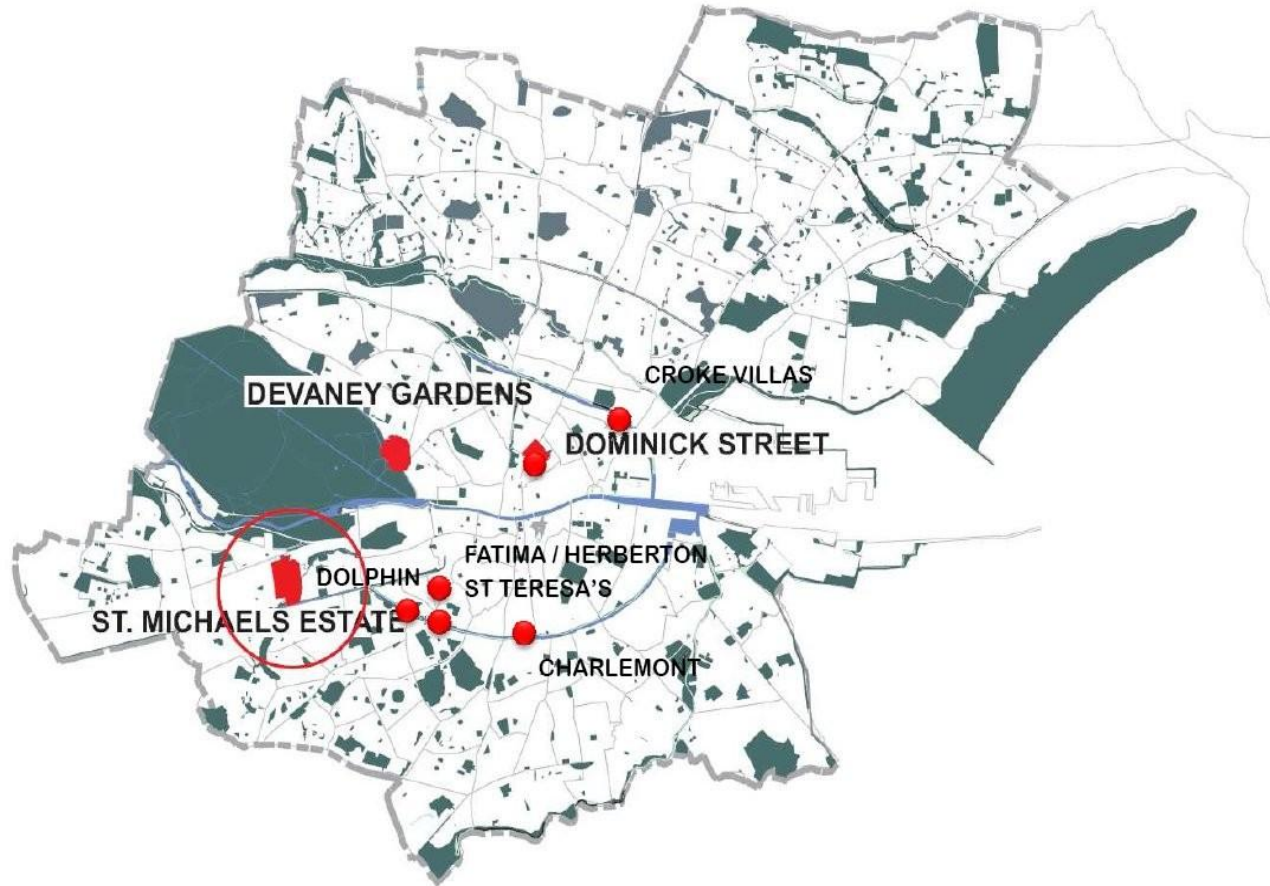 CROKE VILLAS
DEVANEY GARDENS
DOMINICK STREET
FATIMA / HERBERTON
DOLPHIN
ST TERESA'S
ST. MICHAELS ESTATE
CHARLEMONT